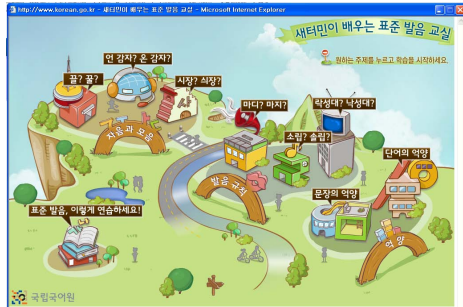 http://www.korean.go.kr - 새터민이 배우는 표준 발음 교실 - Microsoft Internet Explorer
새터민이 배우는 표준 발음 교실
원하는 주제를 누르고 학습을 시작하세요.
언 감자? 온 감자?
끌? 꿀?
시장? 싀장?
마디? 마지?
락성대? 낙성대?
소립? 솔립?
자음과 모음
단어의 억양
발음 규칙
문장의 억양
표준 발음, 이렇게 연습하세요!
억양
국립국어원